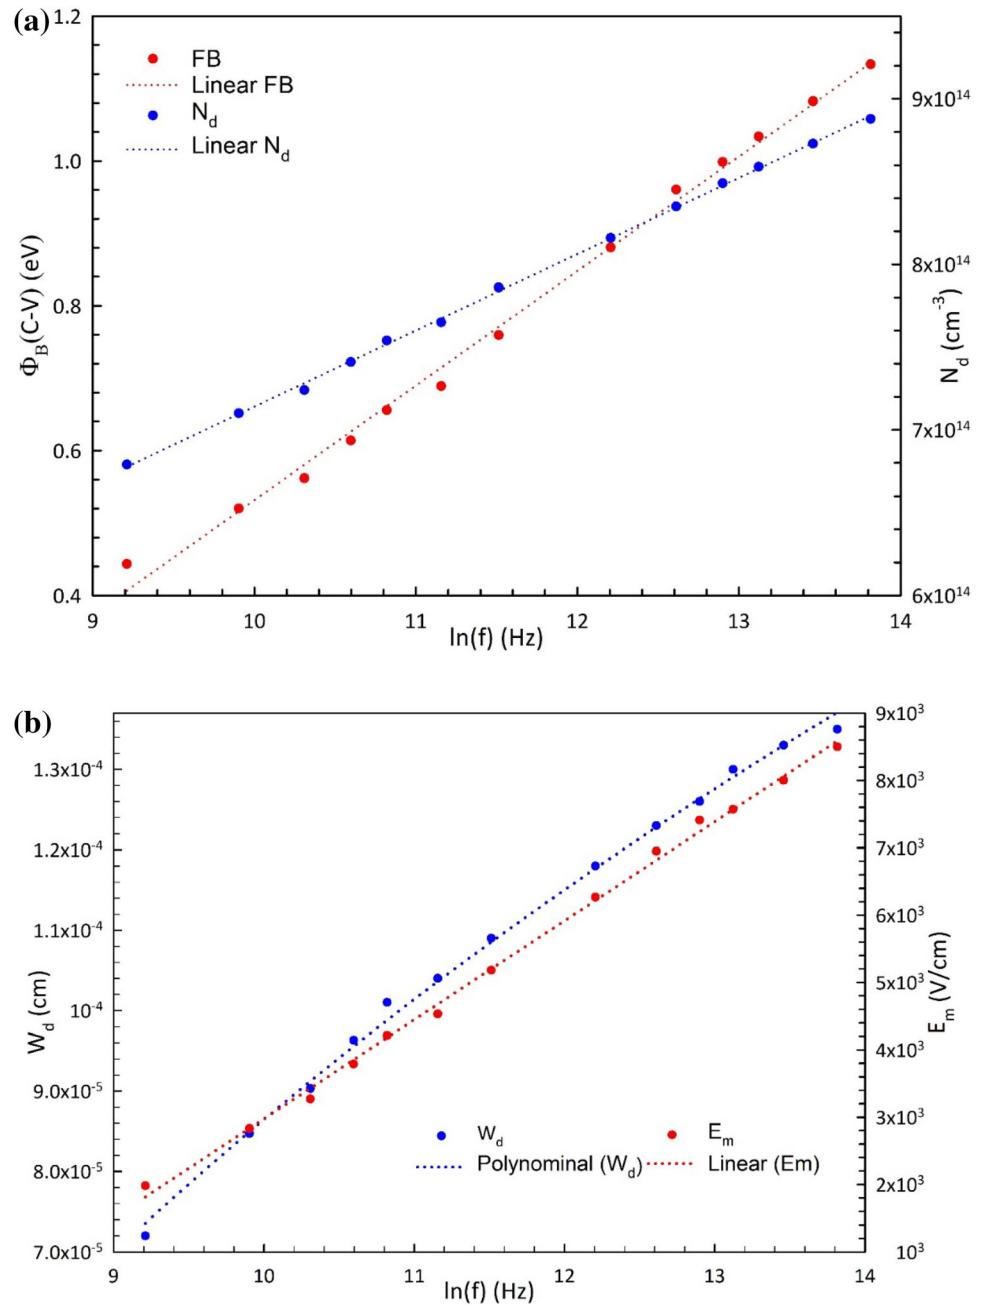 (a)
FB
Linear FB
N_d
Linear N_d
1.2
1.0
0.8
0.6
0.4
Φ_B(C-V) (eV)
9x10^14
8x10^14
7x10^14
6x10^14
N_d (cm^-3)
9 10 11 12 13 14
ln(f) (Hz)
(b)
1.3x10^-4
1.2x10^-4
1.1x10^-4
10^-4
9.0x10^-5
8.0x10^-5
7.0x10^-5
W_d (cm)
9x10^3
8x10^3
7x10^3
6x10^3
5x10^3
4x10^3
3x10^3
2x10^3
10^3
E_m (V/cm)
W_d
E_m
Polynominal (W_d)
Linear (Em)
9 10 11 12 13 14
ln(f) (Hz)